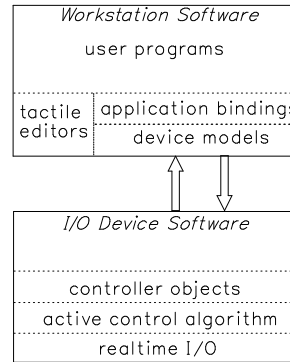 Workstation Software
user programs
tactile
editors
application bindings
device models
I/O Device Software
controller objects
active control algorithm
realtime I/O